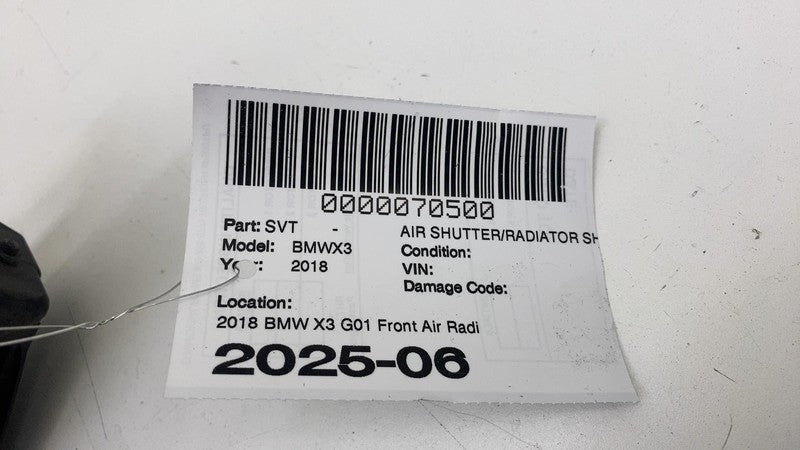 0000070500
Part: SVT - AIR SHUTTER/RADIATOR SH
Model: BMWX3 Condition:
Year: 2018 VIN:
Damage Code:
Location:
2018 BMW X3 G01 Front Air Radi
2025-06